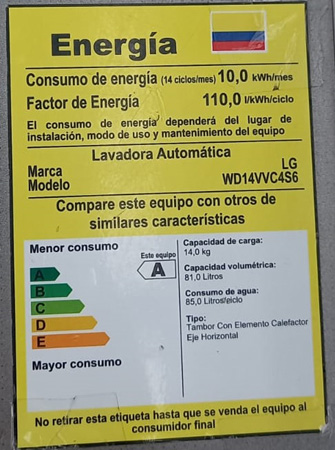 Energía
Consumo de energía (14 ciclos/mes) 10,0 kWh/mes
Factor de Energía 110,0 l/kWh/ciclo
El consumo de energía dependerá del lugar de
instalación, modo de uso y mantenimiento del equipo
Lavadora Automática
Marca LG
Modelo WD14VVC4S6
Compare este equipo con otros de
similares características
Menor consumo
Este equipo
A
A
B
C
D
E
Mayor consumo
Capacidad de carga:
14,0 kg
Capacidad volumétrica:
81,0 Litros
Consumo de agua:
85,0 Litros/ciclo
Tipo:
Tambor Con Elemento Calefactor
Eje Horizontal
No retirar esta etiqueta hasta que se venda el equipo al
consumidor final